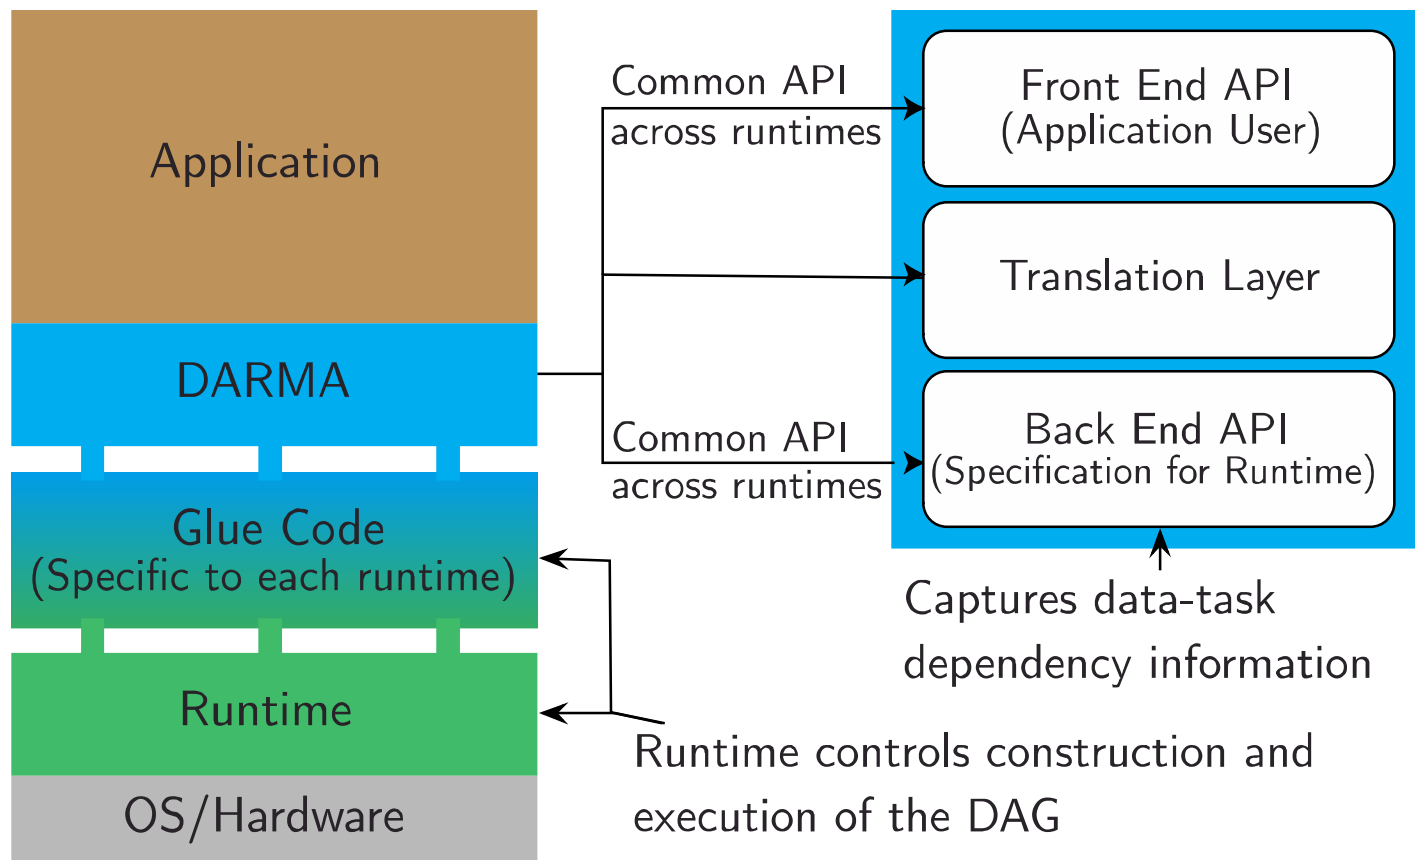 Application
DARMA
Glue Code
(Specific to each runtime)
Runtime
OS/Hardware
Common API
across runtimes
Common API
across runtimes
Front End API
(Application User)
Translation Layer
Back End API
(Specification for Runtime)
Captures data-task
dependency information
Runtime controls construction and
execution of the DAG